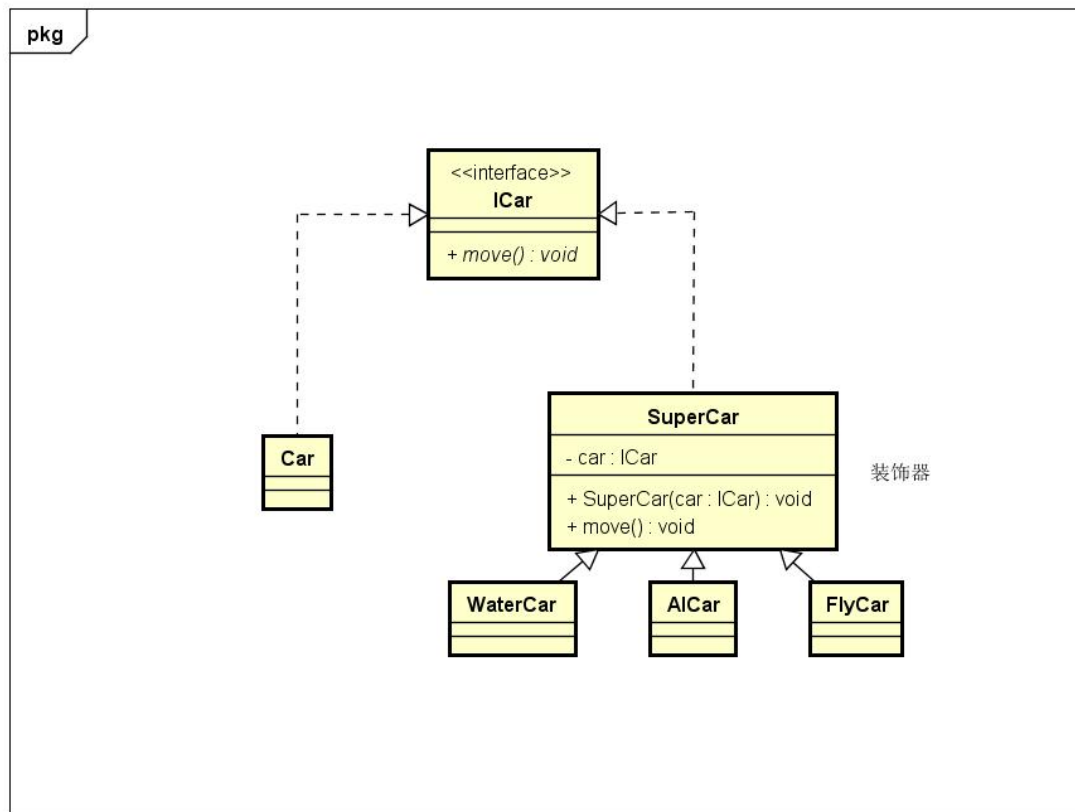 pkg
<<interface>>
ICar
+ move() : void
Car
SuperCar
- car : ICar
+ SuperCar(car : ICar) : void
+ move() : void
装饰器
WaterCar
AICar
FlyCar